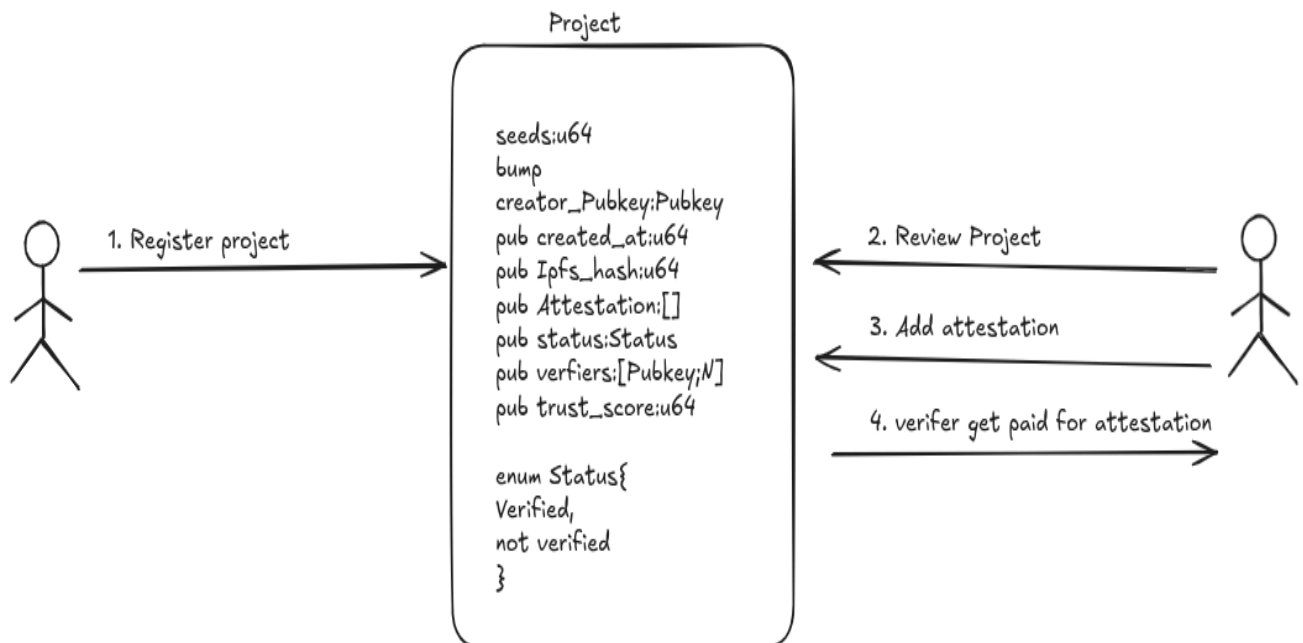 Project
seeds:u64
bump
creator_Pubkey:Pubkey
pub created_at:u64
pub Ipfs_hash:u64
pub Attestation:[]
pub status:Status
pub verfiers:[Pubkey;N]
pub trust_score:u64
enum Status{
Verified,
not verified
}
1. Register project
2. Review Project
3. Add attestation
4. verifer get paid for attestation